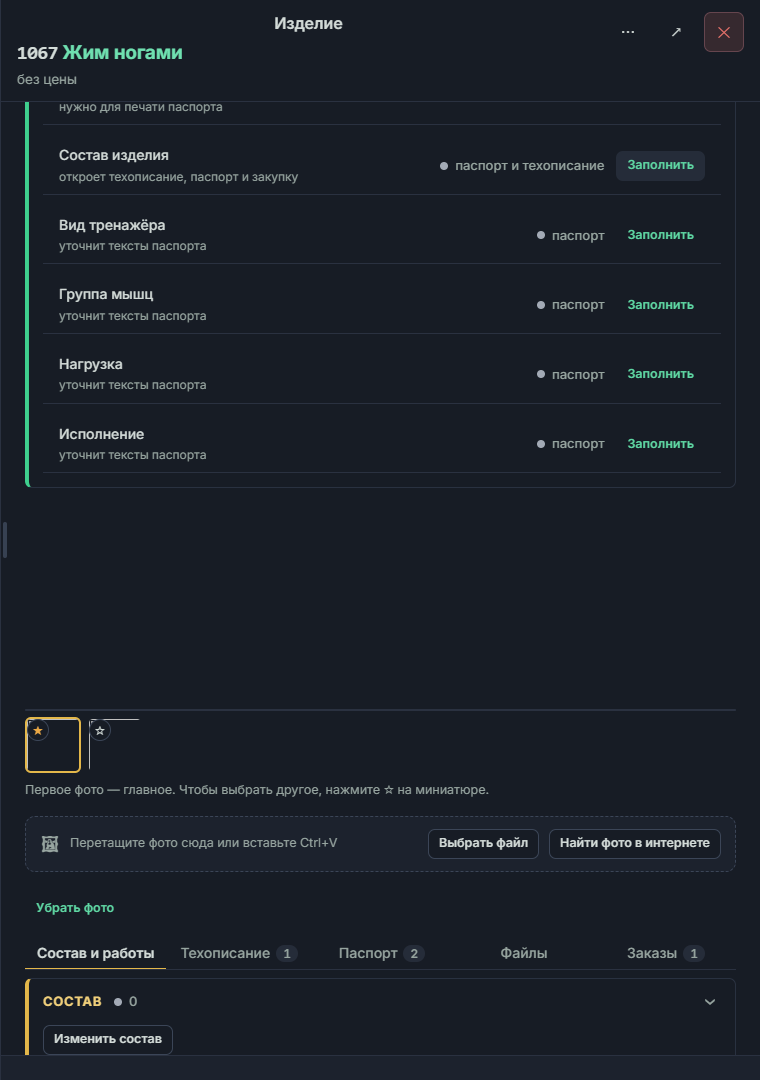 Изделие
1067 Жим ногами
без цены
нужно для печати паспорта
Состав изделия
откроет техописание, паспорт и закупку
паспорт и техописание
Заполнить
Вид тренажёра
уточнит тексты паспорта
паспорт
Заполнить
Группа мышц
уточнит тексты паспорта
паспорт
Заполнить
Нагрузка
уточнит тексты паспорта
паспорт
Заполнить
Исполнение
уточнит тексты паспорта
паспорт
Заполнить
Первое фото — главное. Чтобы выбрать другое, нажмите ☆ на миниатюре.
Перетащите фото сюда или вставьте Ctrl+V
Выбрать файл
Найти фото в интернете
Убрать фото
Состав и работы
Техописание 1
Паспорт 2
Файлы
Заказы 1
СОСТАВ 0
Изменить состав